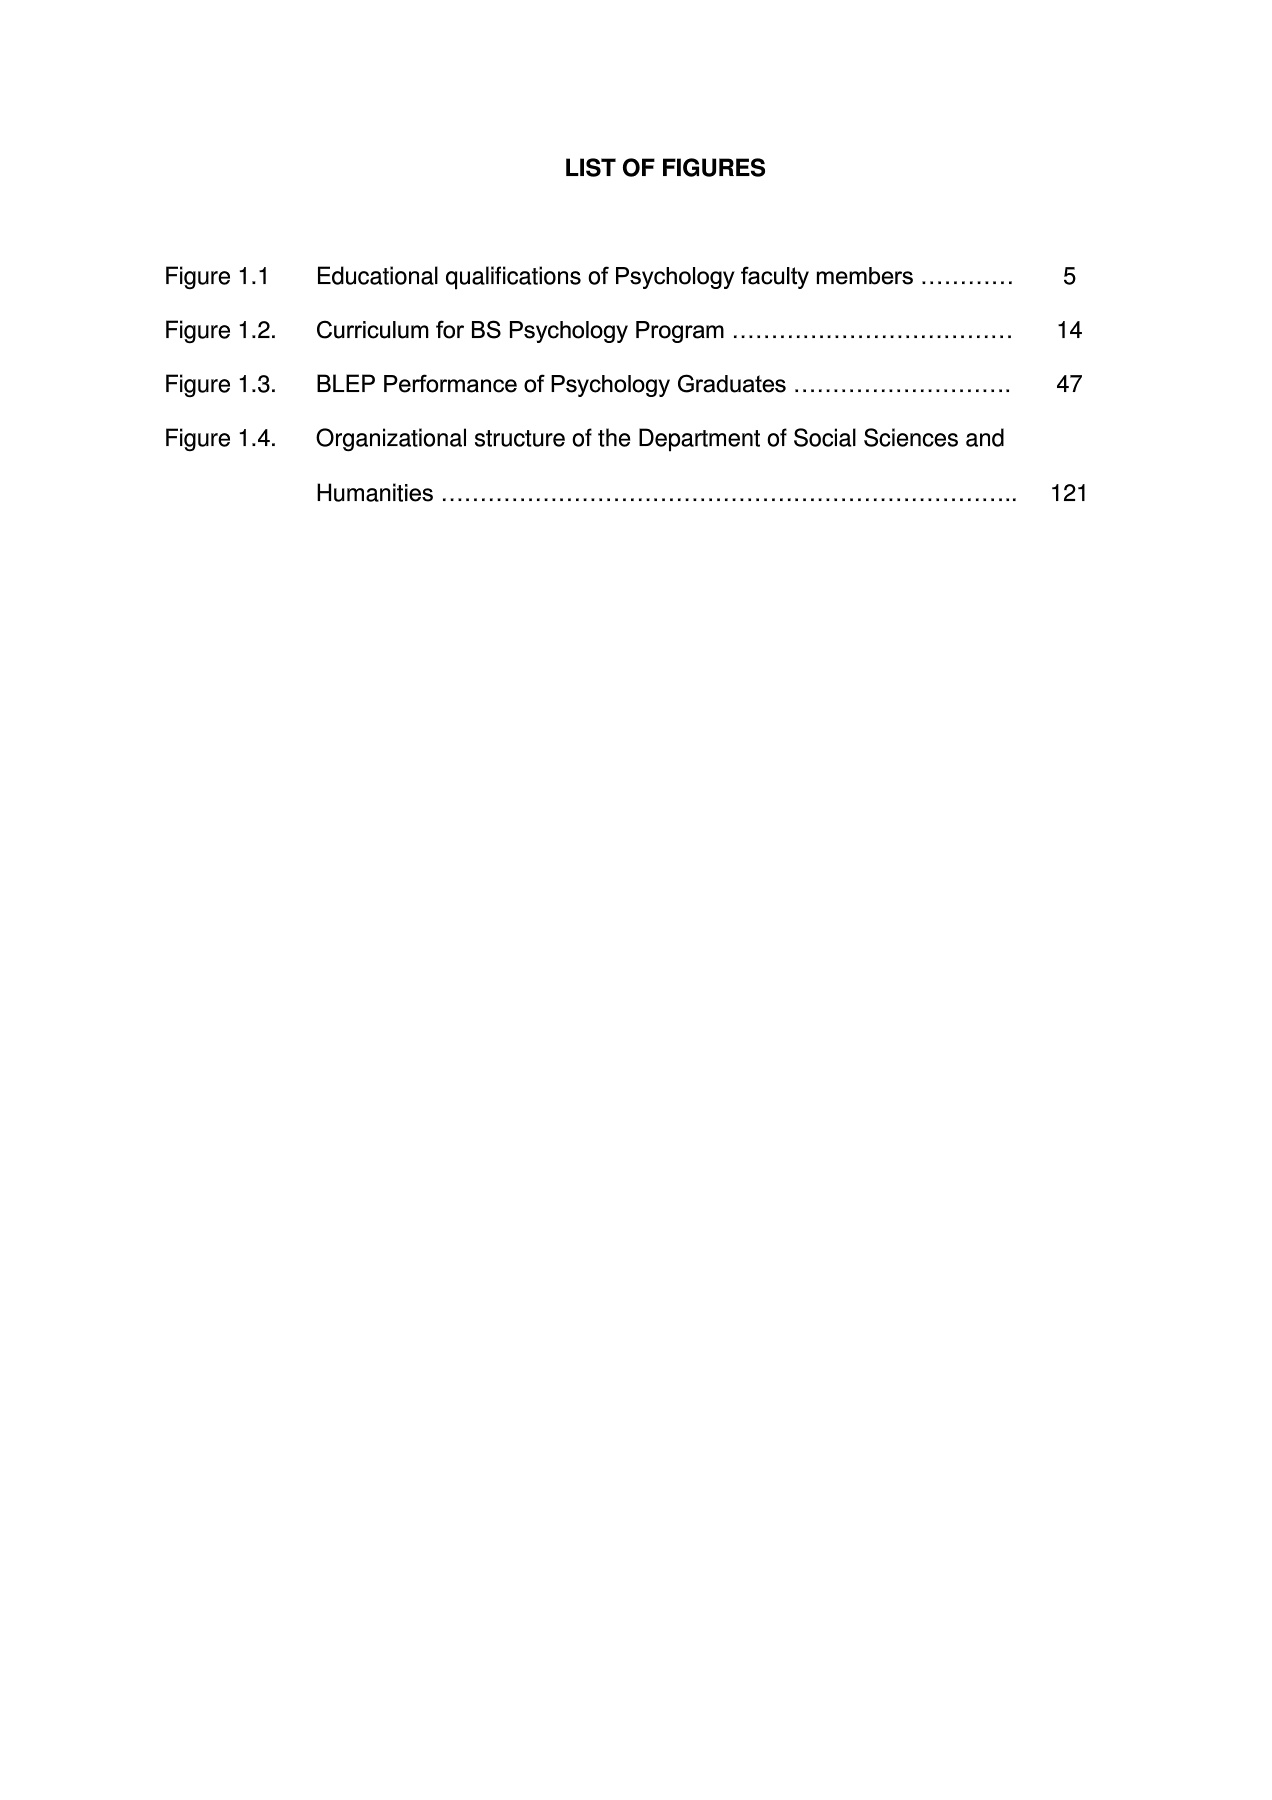 LIST OF FIGURES
Figure 1.1 Educational qualifications of Psychology faculty members ………… 5
Figure 1.2. Curriculum for BS Psychology Program ……………………………… 14
Figure 1.3. BLEP Performance of Psychology Graduates ………………………. 47
Figure 1.4. Organizational structure of the Department of Social Sciences and
Humanities ……………………………………………………………….. 121